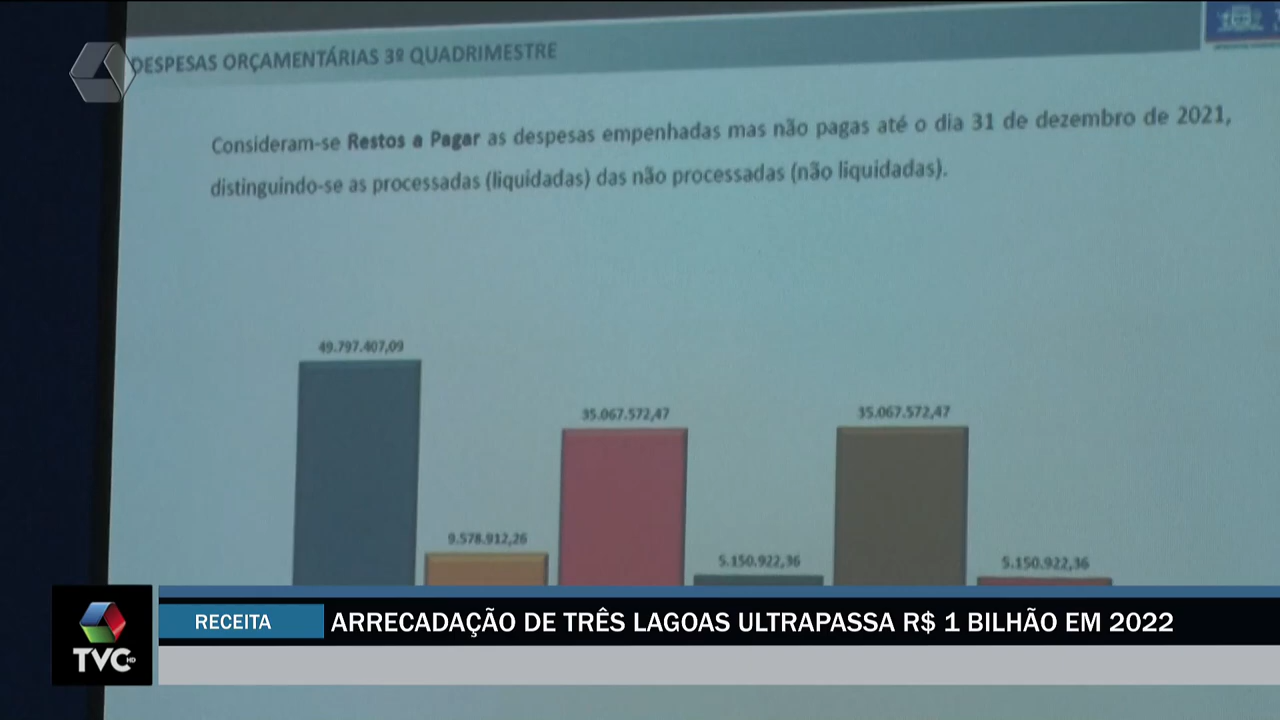 DESPESAS ORÇAMENTÁRIAS 3º QUADRIMESTRE
Consideram-se Restos a Pagar as despesas empenhadas mas não pagas até o dia 31 de dezembro de 2021,
distinguindo-se as processadas (liquidadas) das não processadas (não liquidadas).
49.797.407,09
9.578.912,26
35.067.572,47
5.150.922,36
35.067.572,47
5.150.922,36
RECEITA
ARRECADAÇÃO DE TRÊS LAGOAS ULTRAPASSA R$ 1 BILHÃO EM 2022
TVC HD